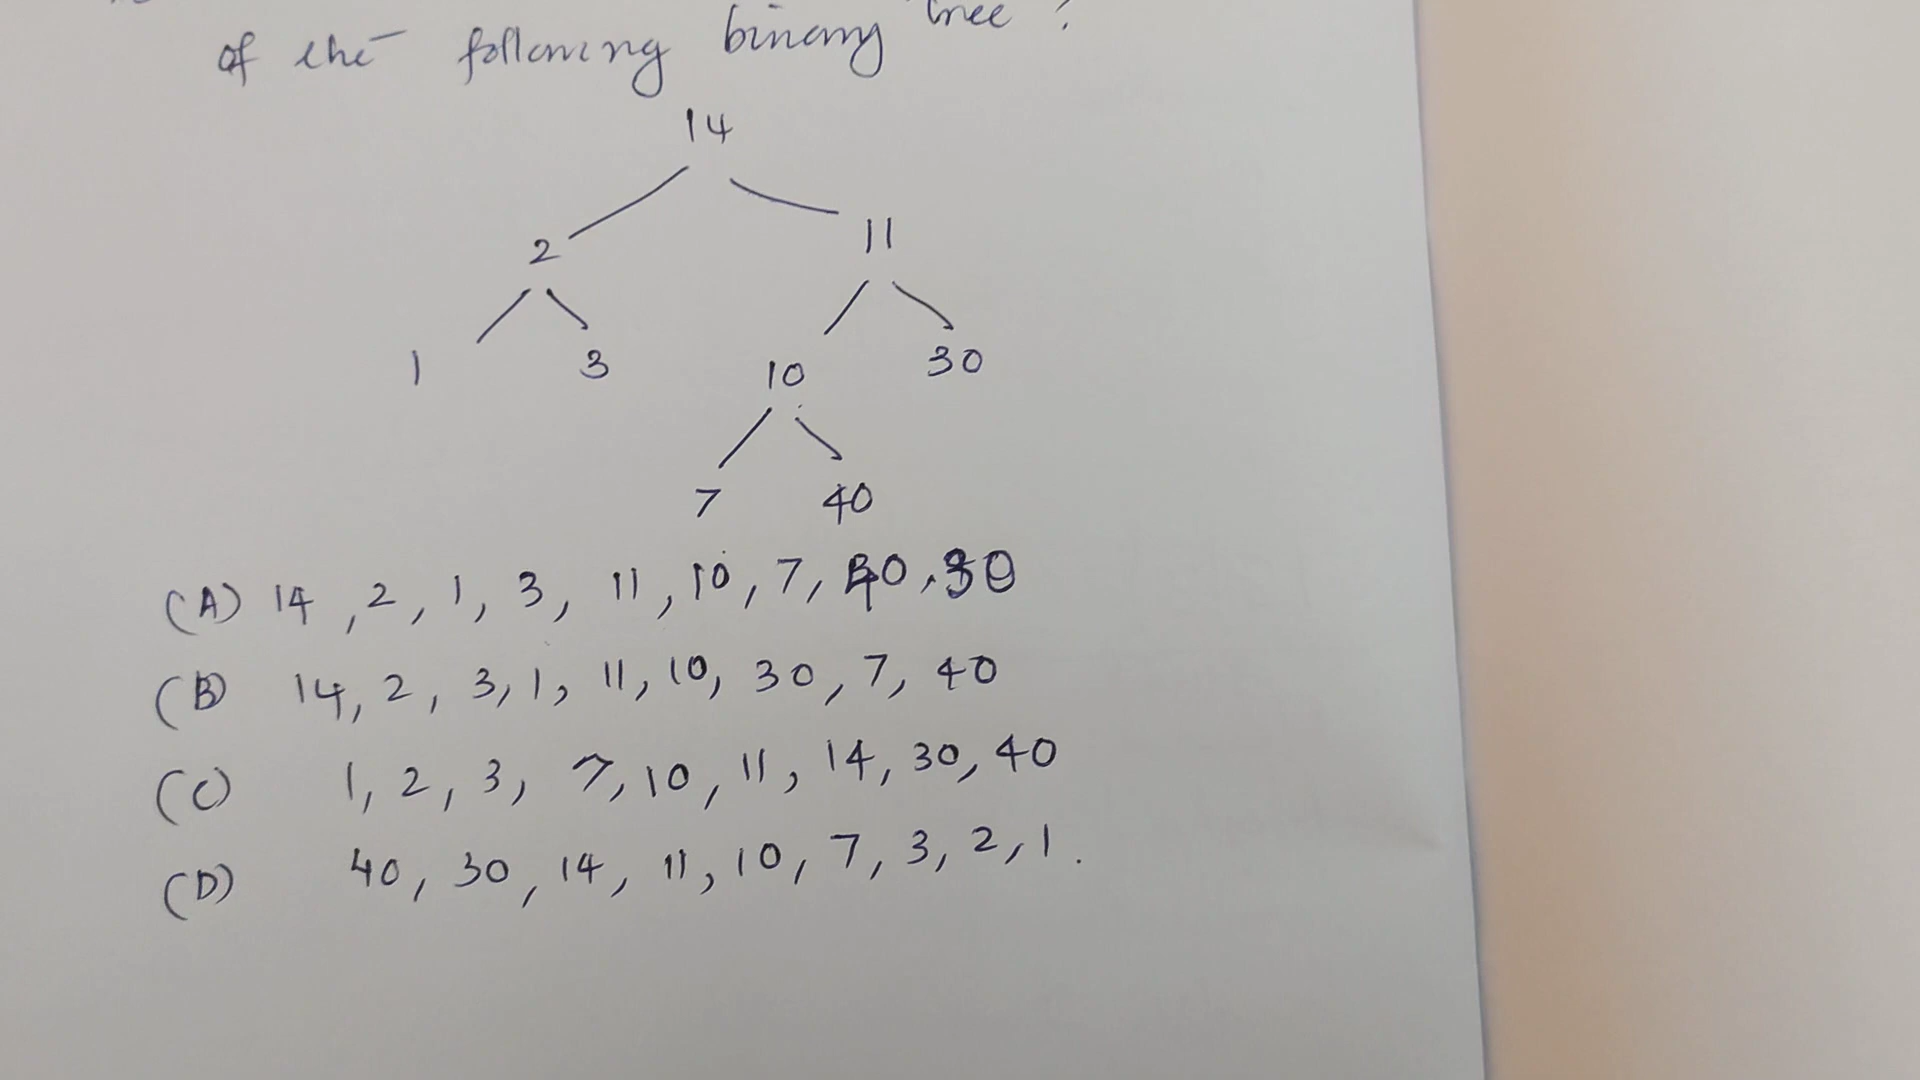 of the following binary tree ?
14
2 11
1 3 10 30
7 40
(A) 14, 2, 1, 3, 11, 10, 7, 40, 30
(B) 14, 2, 3, 1, 11, 10, 30, 7, 40
(C) 1, 2, 3, 7, 10, 11, 14, 30, 40
(D) 40, 30, 14, 11, 10, 7, 3, 2, 1.